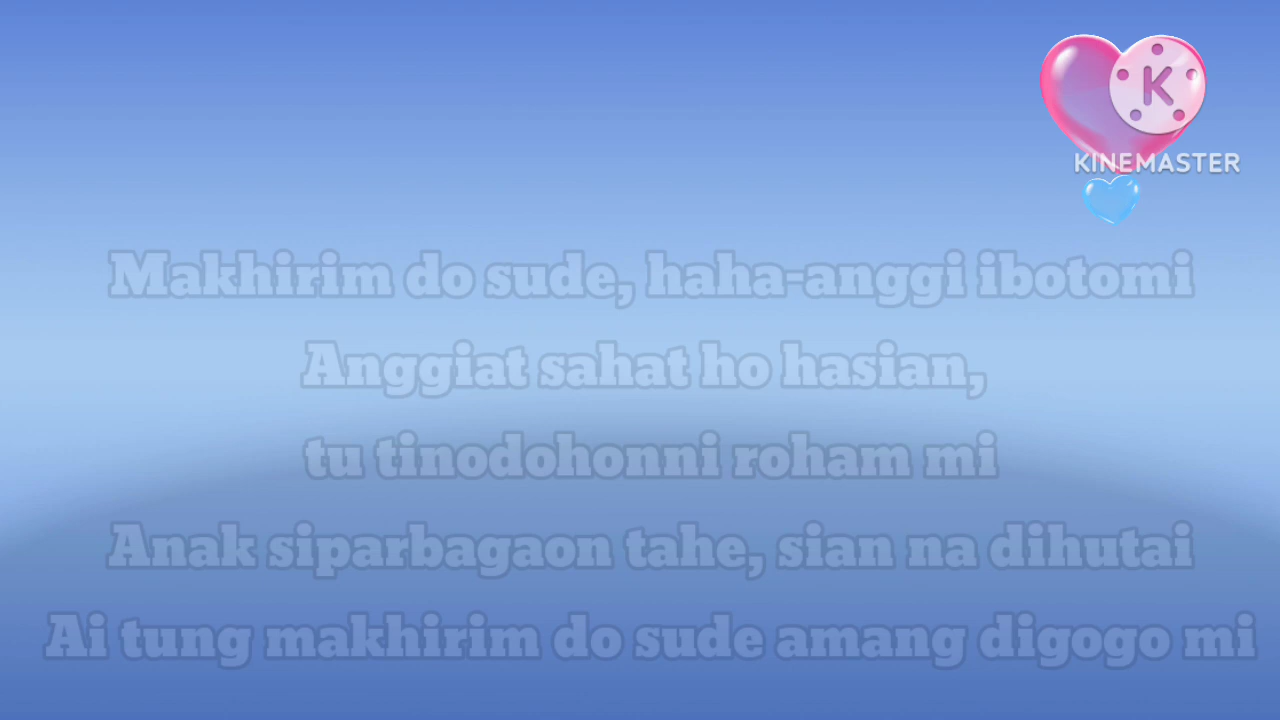 K
KINEMASTER
Makhirim do sude, haha-anggi ibotomi
Anggiat sahat ho hasian,
tu tinodohonni roham mi
Anak siparbagaon tahe, sian na dihutai
Ai tung makhirim do sude amang digogo mi